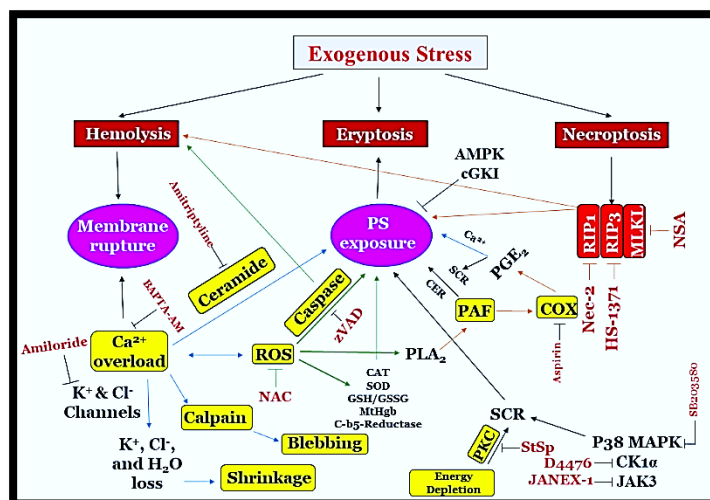 Exogenous Stress
Hemolysis
Eryptosis
Necroptosis
AMPK
cGKI
Amitriptyline
Membrane
rupture
PS
exposure
RIP1
RIP3
MLKL
NSA
Ca²⁺
SCR
PGE₂
Ceramide
BAPTA-AM
Caspase
zVAD
CER
PAF
COX
Nec-2
HS-1371
Ca²⁺
overload
Amiloride
ROS
PLA₂
Aspirin
K⁺ & Cl⁻
Channels
NAC
CAT
SOD
GSH/GSSG
MtHgb
C-b5-Reductase
SB203580
Calpain
SCR
K⁺, Cl⁻,
and H₂O
loss
Blebbing
PKC
StSp
P38 MAPK
D4476
CK1α
Shrinkage
Energy
Depletion
JANEX-1
JAK3